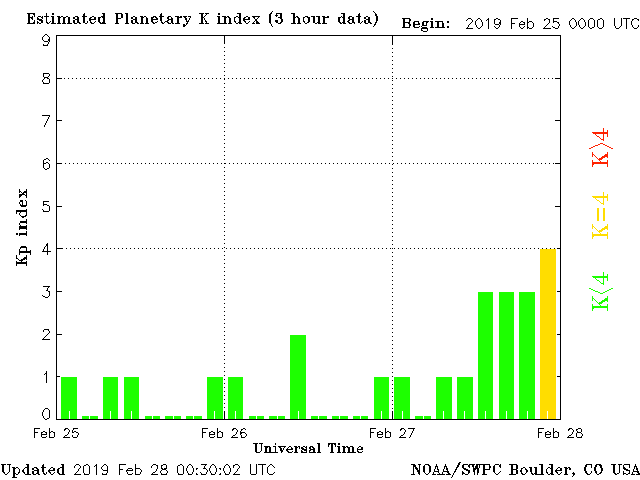 Estimated Planetary K index (3 hour data) Begin: 2019 Feb 25 0000 UTC
9
8
7
6
5
4
3
2
1
0
Kp index
K>4
K=4
K<4
Feb 25 Feb 26 Feb 27 Feb 28
Universal Time
Updated 2019 Feb 28 00:30:02 UTC NOAA/SWPC Boulder, CO USA